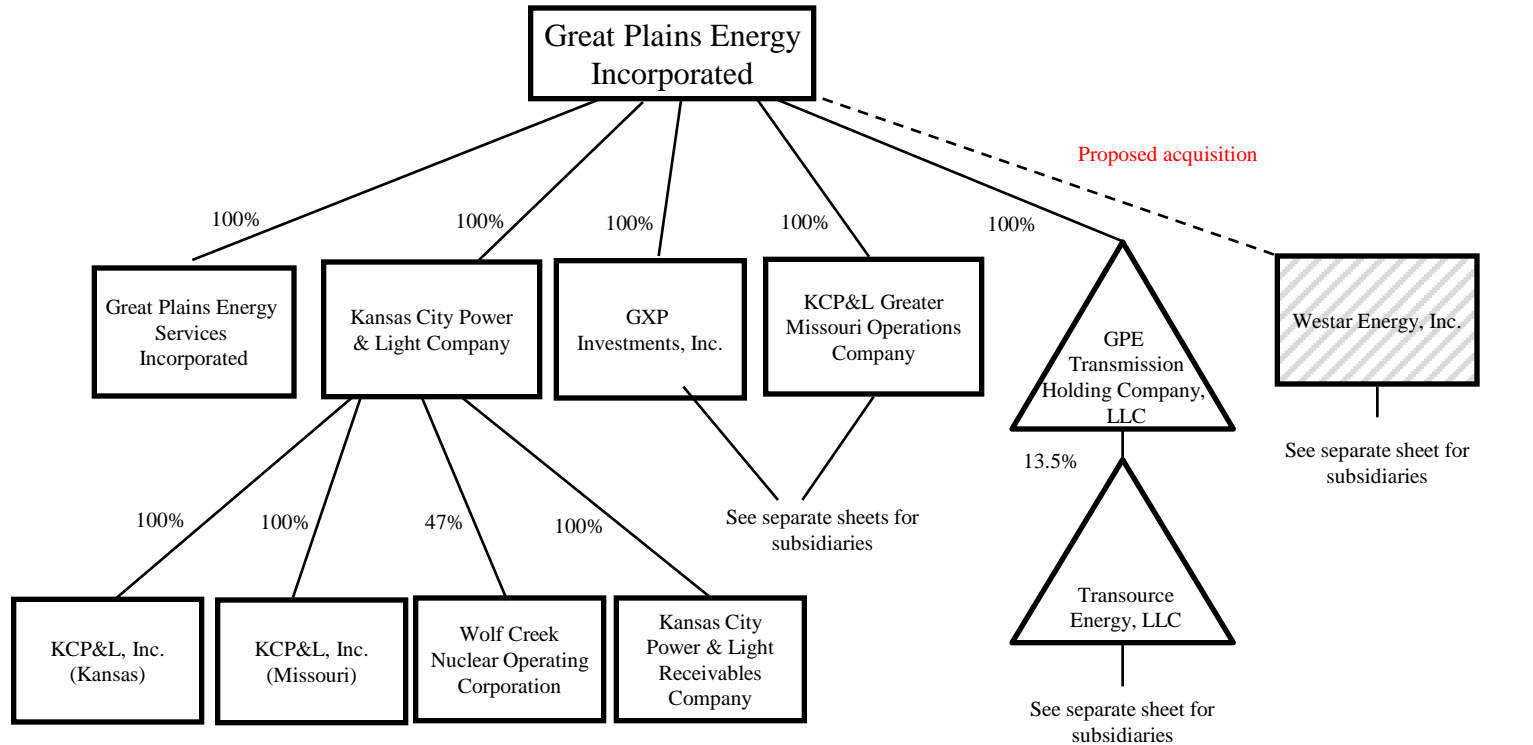 Great Plains Energy
Incorporated
Proposed acquisition
100%
100%
100%
100%
100%
Great Plains Energy
Services
Incorporated
Kansas City Power
& Light Company
GXP
Investments, Inc.
KCP&L Greater
Missouri Operations
Company
GPE
Transmission
Holding Company,
LLC
Westar Energy, Inc.
See separate sheet for
subsidiaries
13.5%
100%
100%
47%
100%
See separate sheets for
subsidiaries
KCP&L, Inc.
(Kansas)
KCP&L, Inc.
(Missouri)
Wolf Creek
Nuclear Operating
Corporation
Kansas City
Power & Light
Receivables
Company
Transource
Energy, LLC
See separate sheet for
subsidiaries